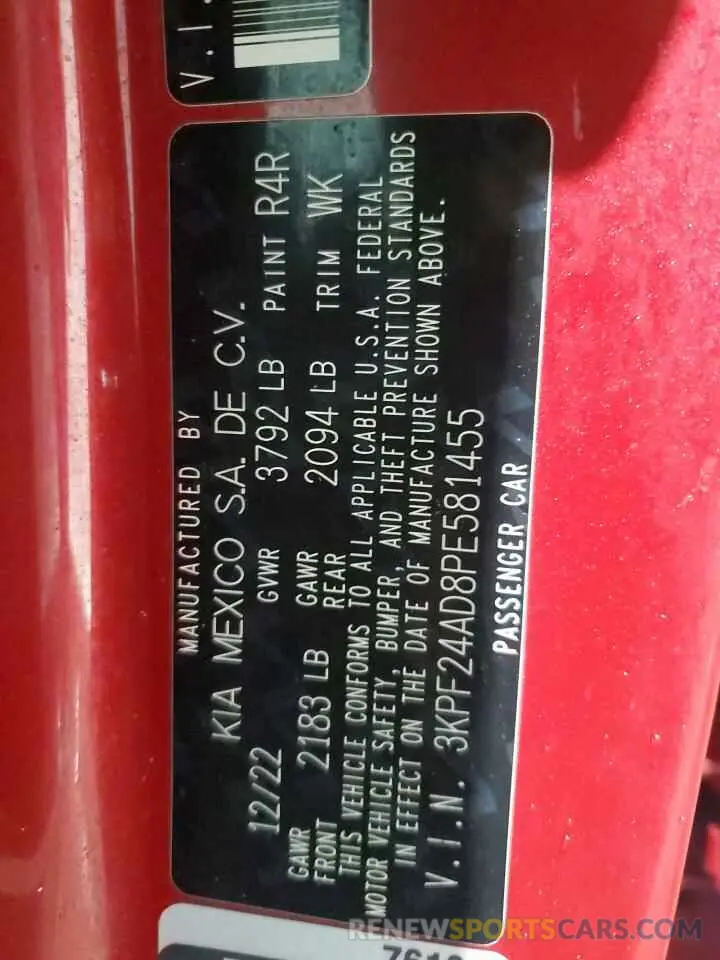 V.I.
MANUFACTURED BY
KIA MEXICO S.A. DE C.V.
12/22 GVWR 3792 LB PAINT R4R
GAWR FRONT 2183 LB GAWR REAR 2094 LB TRIM WK
THIS VEHICLE CONFORMS TO ALL APPLICABLE U.S.A. FEDERAL
MOTOR VEHICLE SAFETY, BUMPER, AND THEFT PREVENTION STANDARDS
IN EFFECT ON THE DATE OF MANUFACTURE SHOWN ABOVE.
V.I.N. 3KPF24AD8PE581455
PASSENGER CAR
RENEWSPORTSCARS.COM